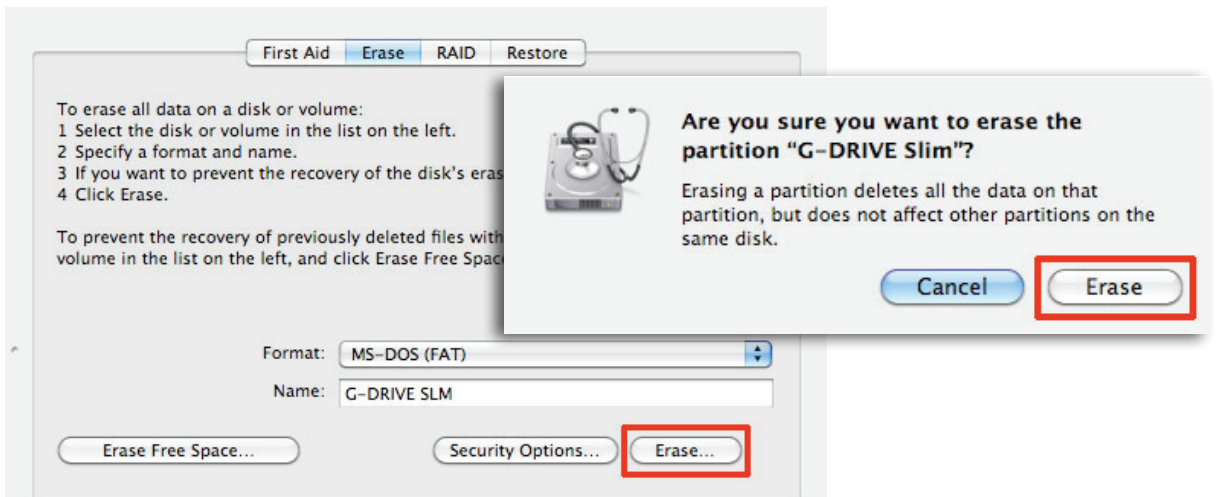 First Aid Erase RAID Restore
To erase all data on a disk or volume:
1 Select the disk or volume in the list on the left.
2 Specify a format and name.
3 If you want to prevent the recovery of the disk's eras
4 Click Erase.
To prevent the recovery of previously deleted files with
volume in the list on the left, and click Erase Free Spac
Format: MS-DOS (FAT)
Name: G-DRIVE SLM
Erase Free Space... Security Options... Erase...
Are you sure you want to erase the
partition “G-DRIVE Slim”?
Erasing a partition deletes all the data on that
partition, but does not affect other partitions on the
same disk.
Cancel Erase